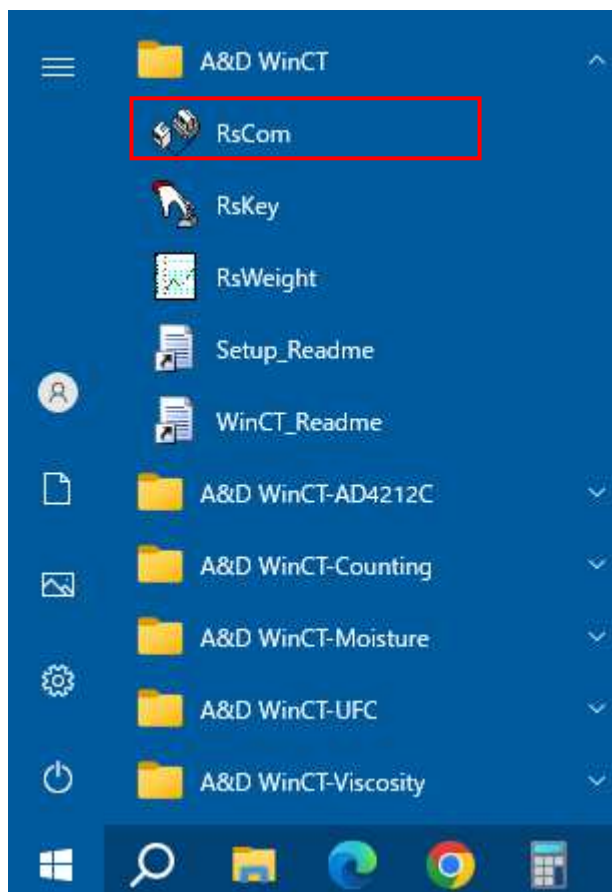 A&D WinCT
RsCom
RsKey
RsWeight
Setup_Readme
WinCT_Readme
A&D WinCT-AD4212C
A&D WinCT-Counting
A&D WinCT-Moisture
A&D WinCT-UFC
A&D WinCT-Viscosity